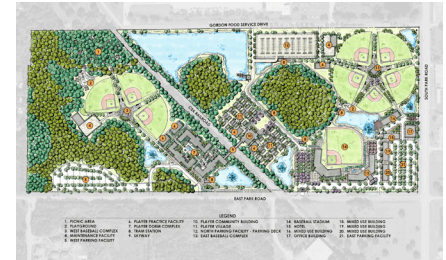 GORDON FOOD SERVICE DRIVE
SOUTH PARK ROAD
EAST PARK ROAD
LEGEND
1. PICNIC AREA
2. PLAYGROUND
3. WEST BASEBALL COMPLEX
4. MAINTENANCE FACILITY
5. WEST PARKING FACILITY
6. PLAYER PRACTICE FACILITY
7. PLAYER DORM COMPLEX
8. TRAM STATION
9. SKYWAY
10. PLAYER COMMUNITY BUILDING
11. PLAYER VILLAGE
12. NORTH PARKING FACILITY - PARKING DECK
13. EAST BASEBALL COMPLEX
14. BASEBALL STADIUM
15. HOTEL
16. MIXED USE BUILDING
17. OFFICE BUILDING
18. MIXED USE BUILDING
19. MIXED USE BUILDING
20. MIXED USE BUILDING
21. EAST PARKING FACILITY